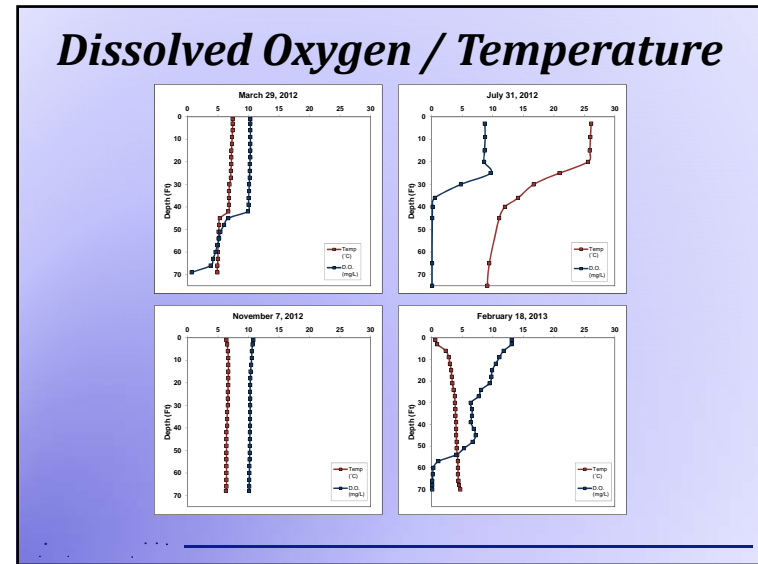 Dissolved Oxygen / Temperature
March 29, 2012
0 5 10 15 20 25 30
0
10
20
30
40
50
60
70
Depth (Ft)
Temp
(˚C)
D.O.
(mg/L)
July 31, 2012
0 5 10 15 20 25 30
0
10
20
30
40
50
60
70
Depth (Ft)
Temp
(˚C)
D.O.
(mg/L)
November 7, 2012
0 5 10 15 20 25 30
0
10
20
30
40
50
60
70
Depth (Ft)
Temp
(˚C)
D.O.
(mg/L)
February 18, 2013
0 5 10 15 20 25 30
0
10
20
30
40
50
60
70
Depth (Ft)
Temp
(˚C)
D.O.
(mg/L)